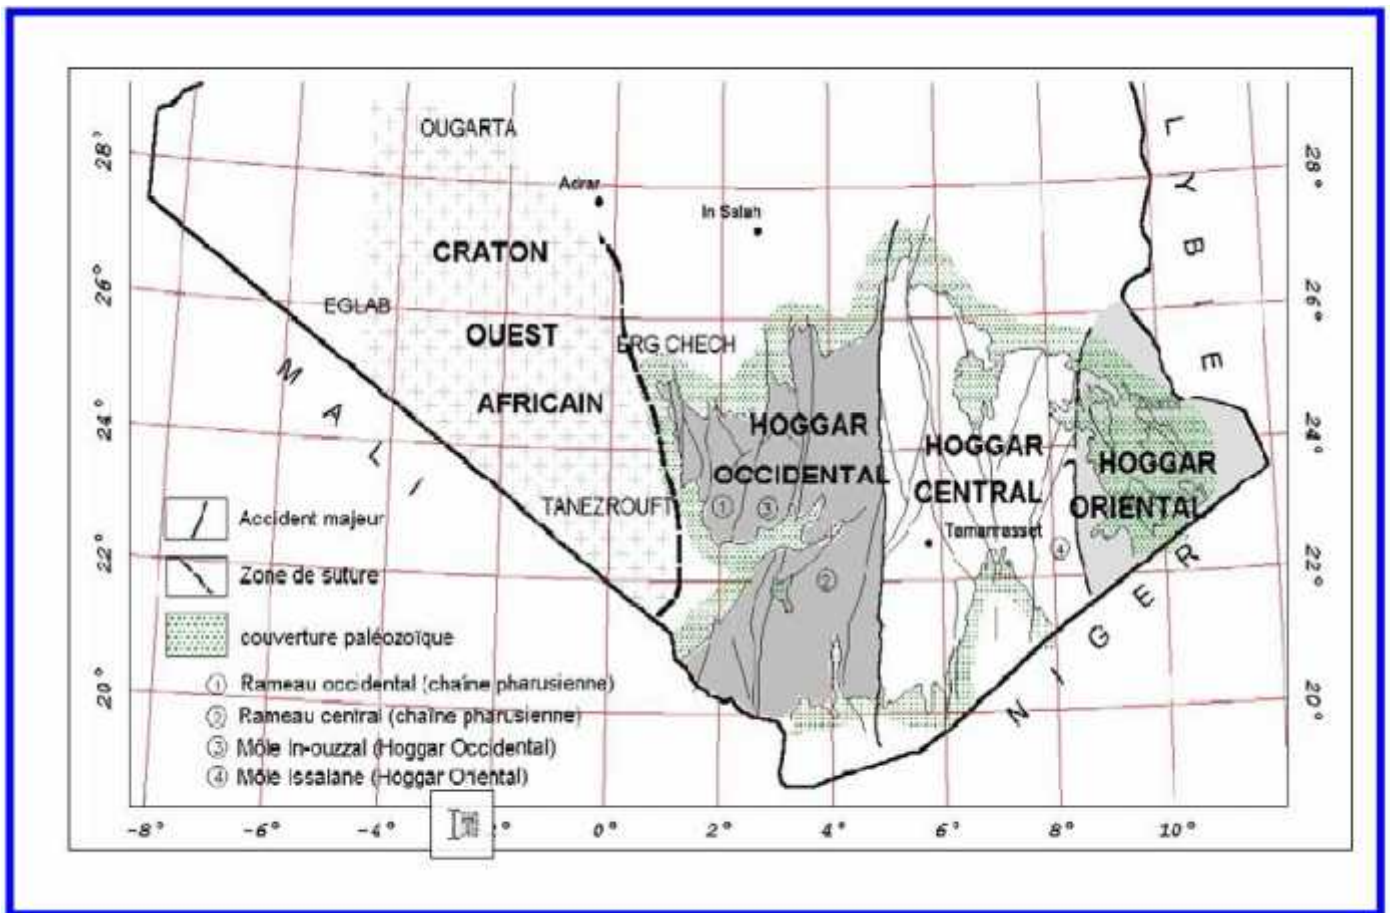 OUGARTA
Adrar
In Salah
CRATON
EGLAB
OUEST
ERG CHECH
AFRICAIN
HOGGAR
OCCIDENTAL
HOGGAR
CENTRAL
HOGGAR
ORIENTAL
TANEZROUFT
Tamanrasset
MALI
LYBIE
NIGER
Accident majeur
Zone de suture
couverture paléozoïque
① Rameau occidental (chaîne pharusienne)
② Rameau central (chaîne pharusienne)
③ Môle In-ouzzal (Hoggar Occidental)
④ Môle Issalane (Hoggar Oriental)
① ③
②
④
28° 28°
26° 26°
24° 24°
22° 22°
20° 20°
-8° -6° -4° 0° 2° 4° 6° 8° 10°